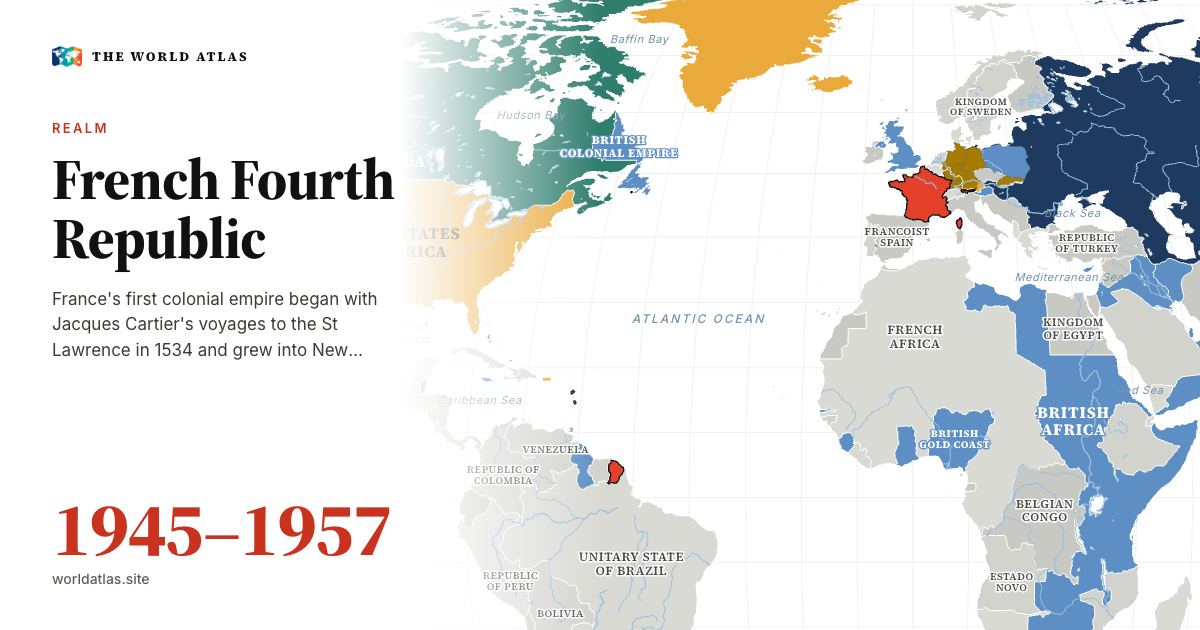 THE WORLD ATLAS
REALM
French Fourth
Republic
France's first colonial empire began with
Jacques Cartier's voyages to the St
Lawrence in 1534 and grew into New...
1945–1957
worldatlas.site
Baffin Bay
Hudson Bay
BRITISH
COLONIAL EMPIRE
KINGDOM
OF SWEDEN
FRANCOIST
SPAIN
Black Sea
REPUBLIC
OF TURKEY
Mediterranean Sea
ATLANTIC OCEAN
FRENCH
AFRICA
KINGDOM
OF EGYPT
Red Sea
Caribbean Sea
BRITISH
AFRICA
BRITISH
GOLD COAST
VENEZUELA
REPUBLIC OF
COLOMBIA
BELGIAN
CONGO
UNITARY STATE
OF BRAZIL
REPUBLIC
OF PERU
ESTADO
NOVO
BOLIVIA